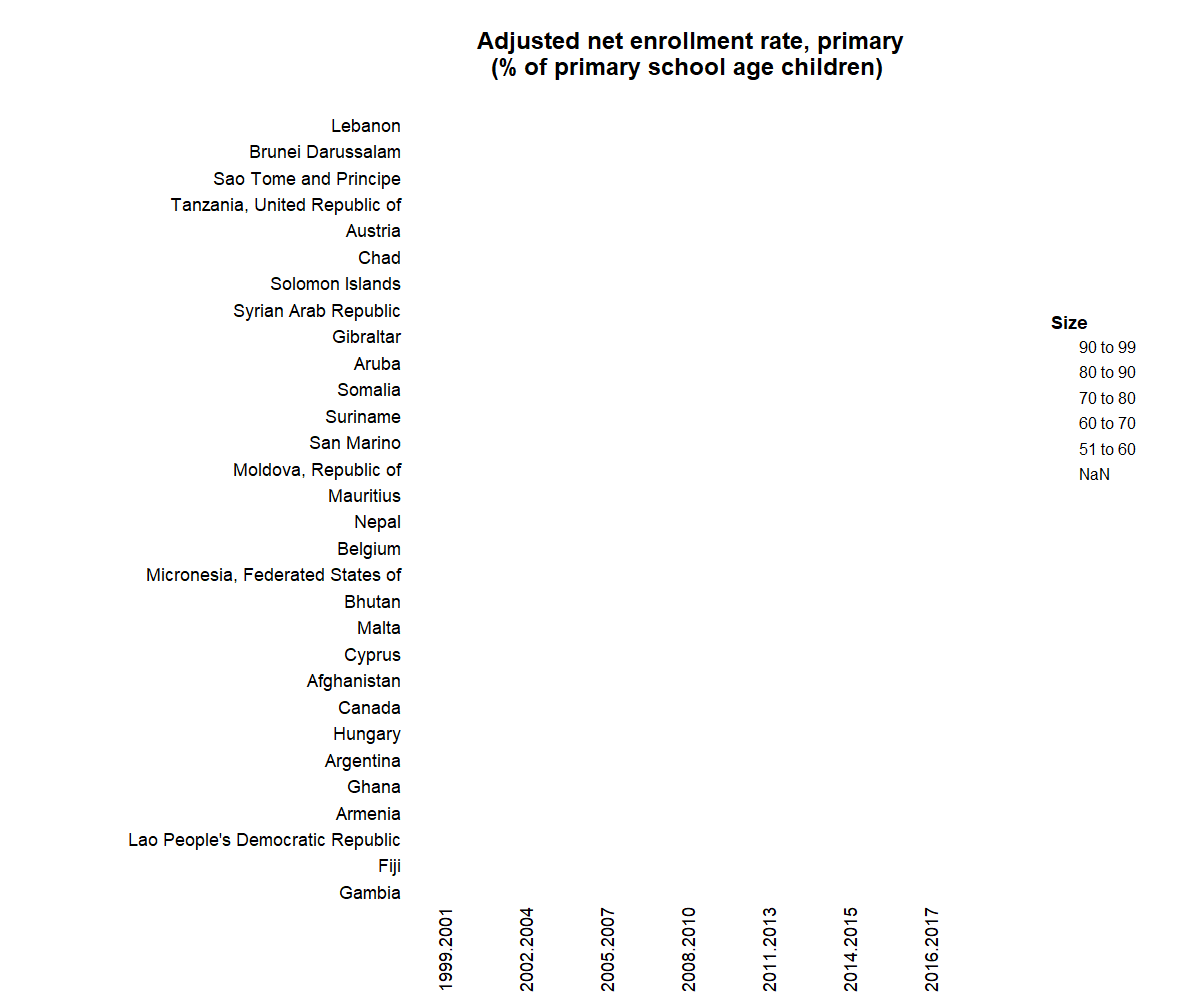 Adjusted net enrollment rate, primary
(% of primary school age children)
Lebanon
Brunei Darussalam
Sao Tome and Principe
Tanzania, United Republic of
Austria
Chad
Solomon Islands
Syrian Arab Republic
Gibraltar
Aruba
Somalia
Suriname
San Marino
Moldova, Republic of
Mauritius
Nepal
Belgium
Micronesia, Federated States of
Bhutan
Malta
Cyprus
Afghanistan
Canada
Hungary
Argentina
Ghana
Armenia
Lao People's Democratic Republic
Fiji
Gambia
1999.2001
2002.2004
2005.2007
2008.2010
2011.2013
2014.2015
2016.2017
Size
90 to 99
80 to 90
70 to 80
60 to 70
51 to 60
NaN